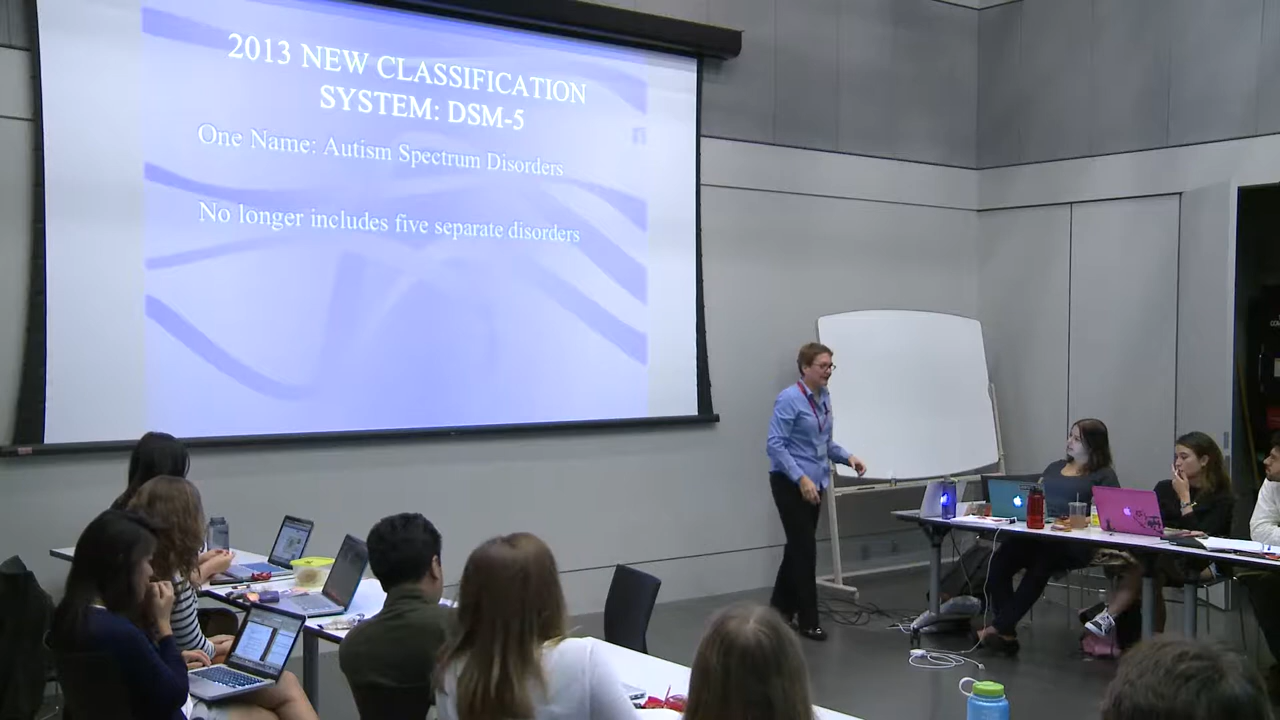 2013 NEW CLASSIFICATION
SYSTEM: DSM-5
One Name: Autism Spectrum Disorders
No longer includes five separate disorders